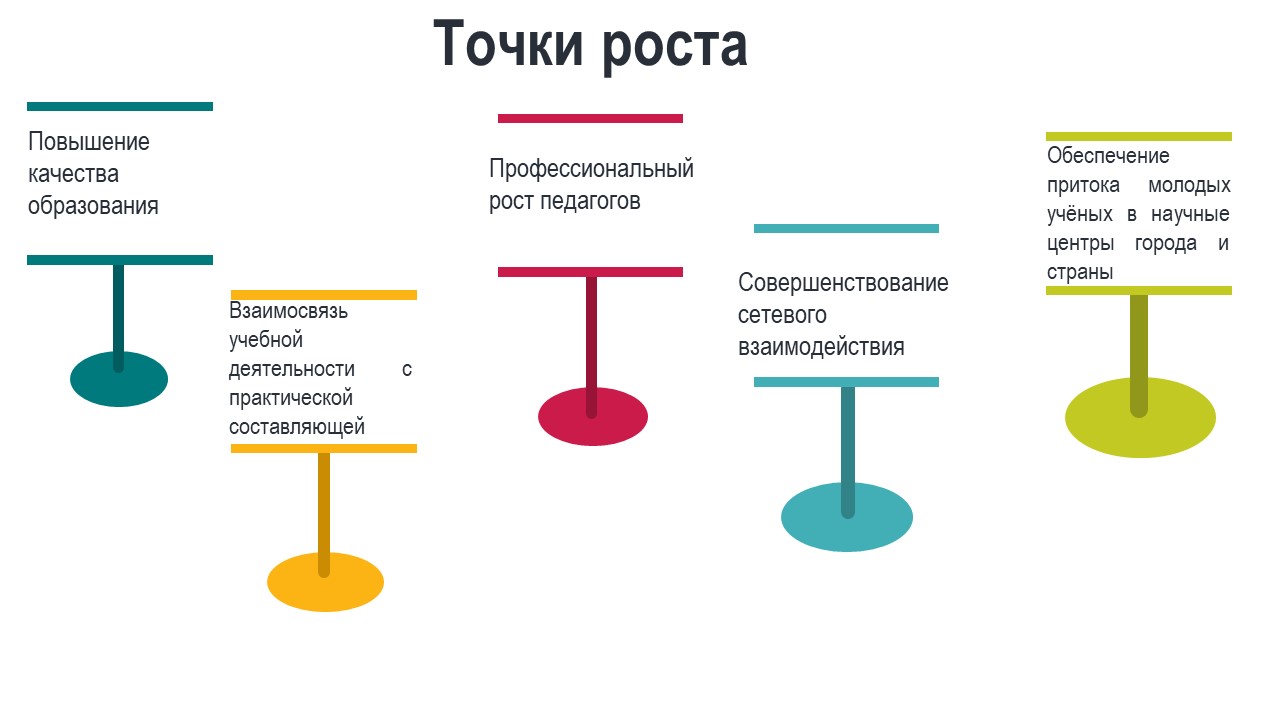 Точки роста
Повышение
качества
образования
Взаимосвязь
учебной
деятельности с
практической
составляющей
Профессиональный
рост педагогов
Совершенствование
сетевого
взаимодействия
Обеспечение
притока молодых
учёных в научные
центры города и
страны